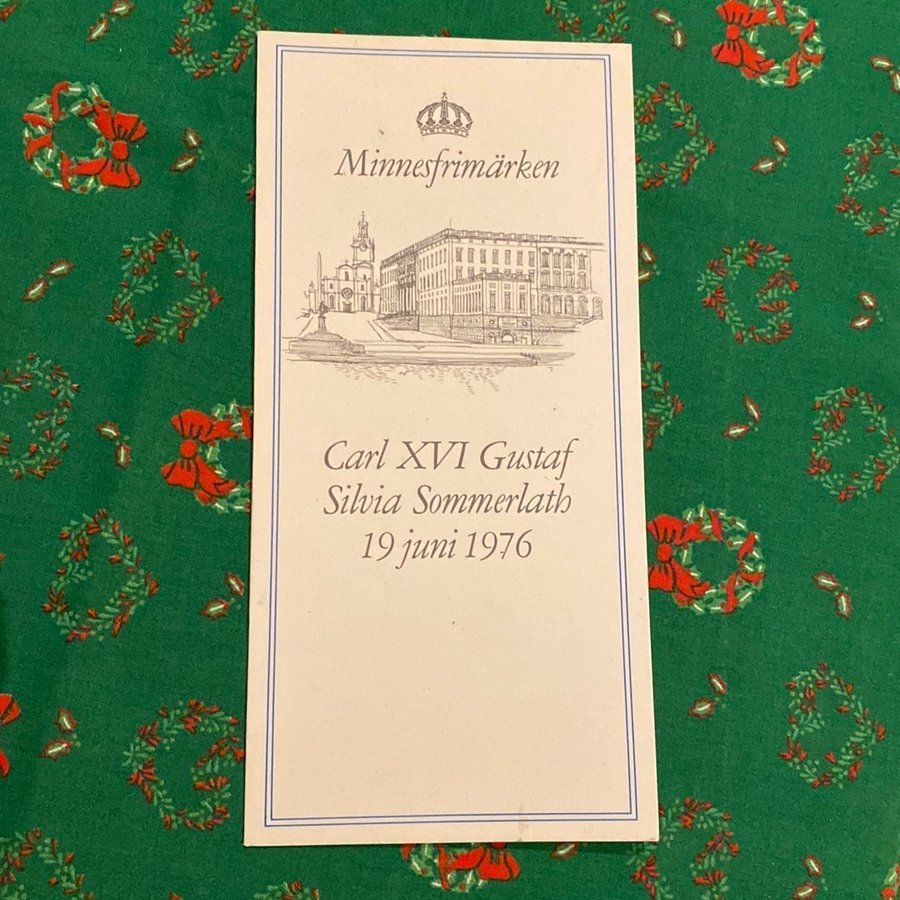 Minnesfrimärken
Carl XVI Gustaf
Silvia Sommerlath
19 juni 1976